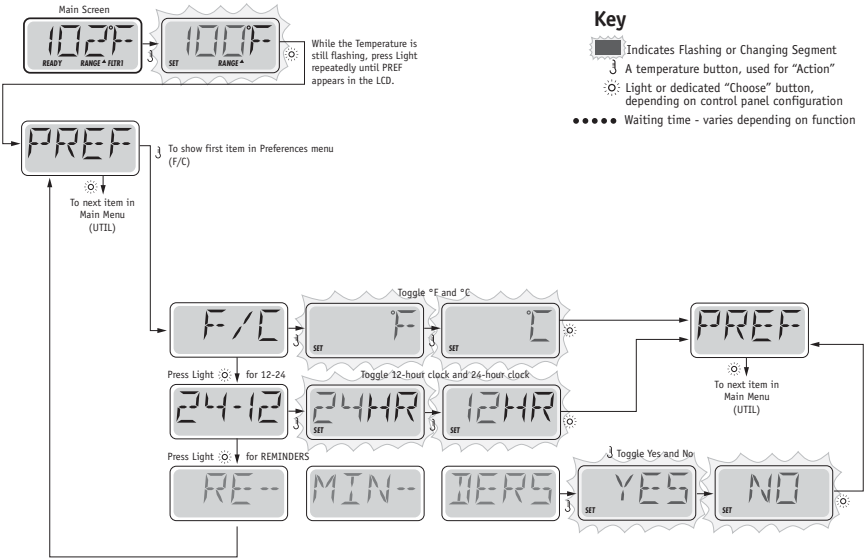 Main Screen
102°F
READY RANGE FLTR1
100°F
SET RANGE
While the Temperature is
still flashing, press Light
repeatedly until PREF
appears in the LCD.
Key
Indicates Flashing or Changing Segment
A temperature button, used for "Action"
Light or dedicated "Choose" button,
depending on control panel configuration
Waiting time - varies depending on function
PREF
To show first item in Preferences menu
(F/C)
To next item in
Main Menu
(UTIL)
Toggle °F and °C
F/C
°F
SET
°C
SET
PREF
To next item in
Main Menu
(UTIL)
Press Light for 12-24
Toggle 12-hour clock and 24-hour clock
24-12
24HR
SET
12HR
SET
Press Light for REMINDERS
Toggle Yes and No
RE--
MIN--
DERS
YES
SET
NO
SET